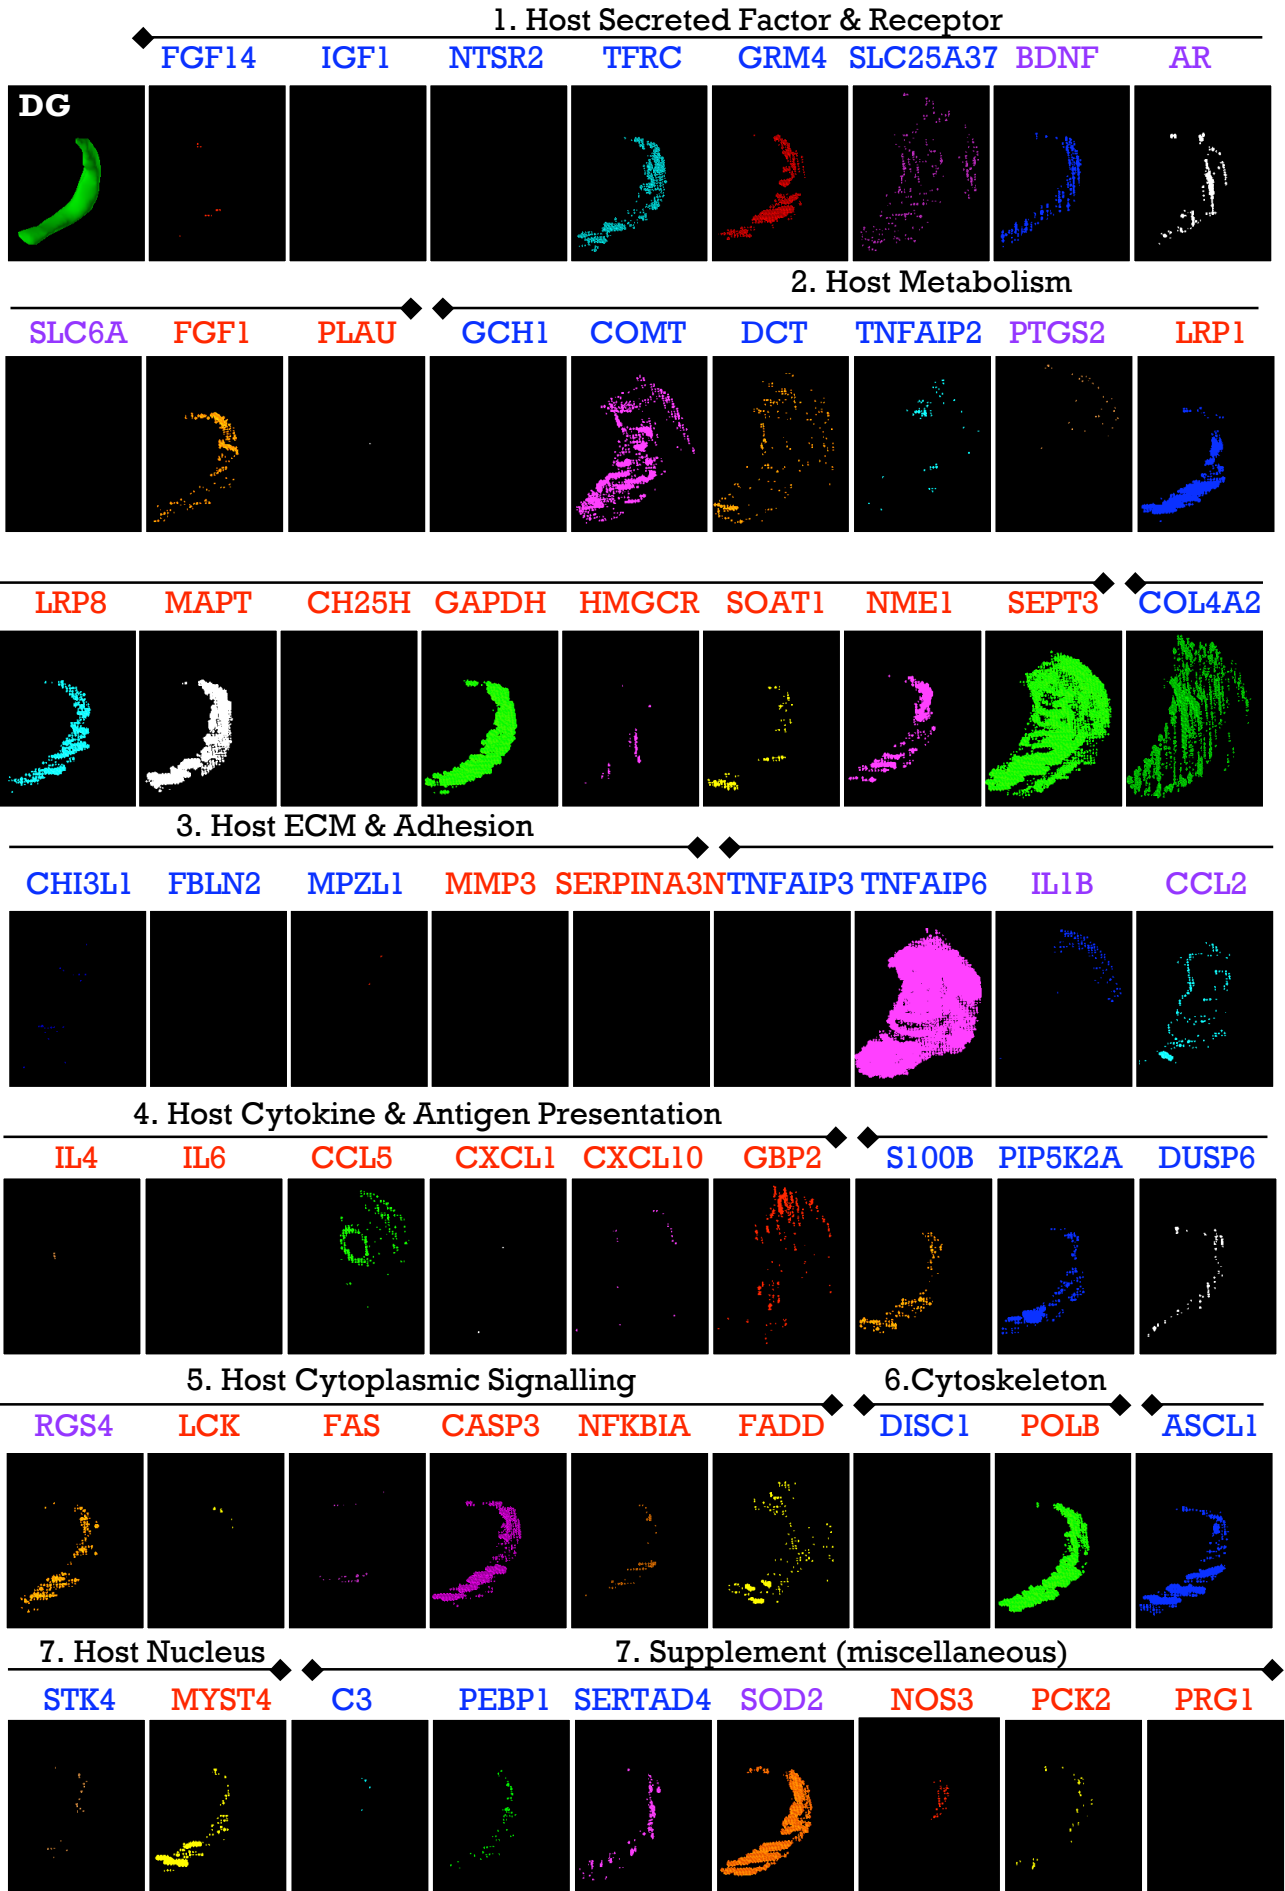 1. Host Secreted Factor & Receptor
FGF14 IGF1 NTSR2 TFRC GRM4 SLC25A37 BDNF AR
DG
2. Host Metabolism
SLC6A FGF1 PLAU GCH1 COMT DCT TNFAIP2 PTGS2 LRP1
LRP8 MAPT CH25H GAPDH HMGCR SOAT1 NME1 SEPT3 COL4A2
3. Host ECM & Adhesion
CHI3L1 FBLN2 MPZL1 MMP3 SERPINA3N TNFAIP3 TNFAIP6 IL1B CCL2
4. Host Cytokine & Antigen Presentation
IL4 IL6 CCL5 CXCL1 CXCL10 GBP2 S100B PIP5K2A DUSP6
5. Host Cytoplasmic Signalling 6.Cytoskeleton
RGS4 LCK FAS CASP3 NFKBIA FADD DISC1 POLB ASCL1
7. Host Nucleus 7. Supplement (miscellaneous)
STK4 MYST4 C3 PEBP1 SERTAD4 SOD2 NOS3 PCK2 PRG1